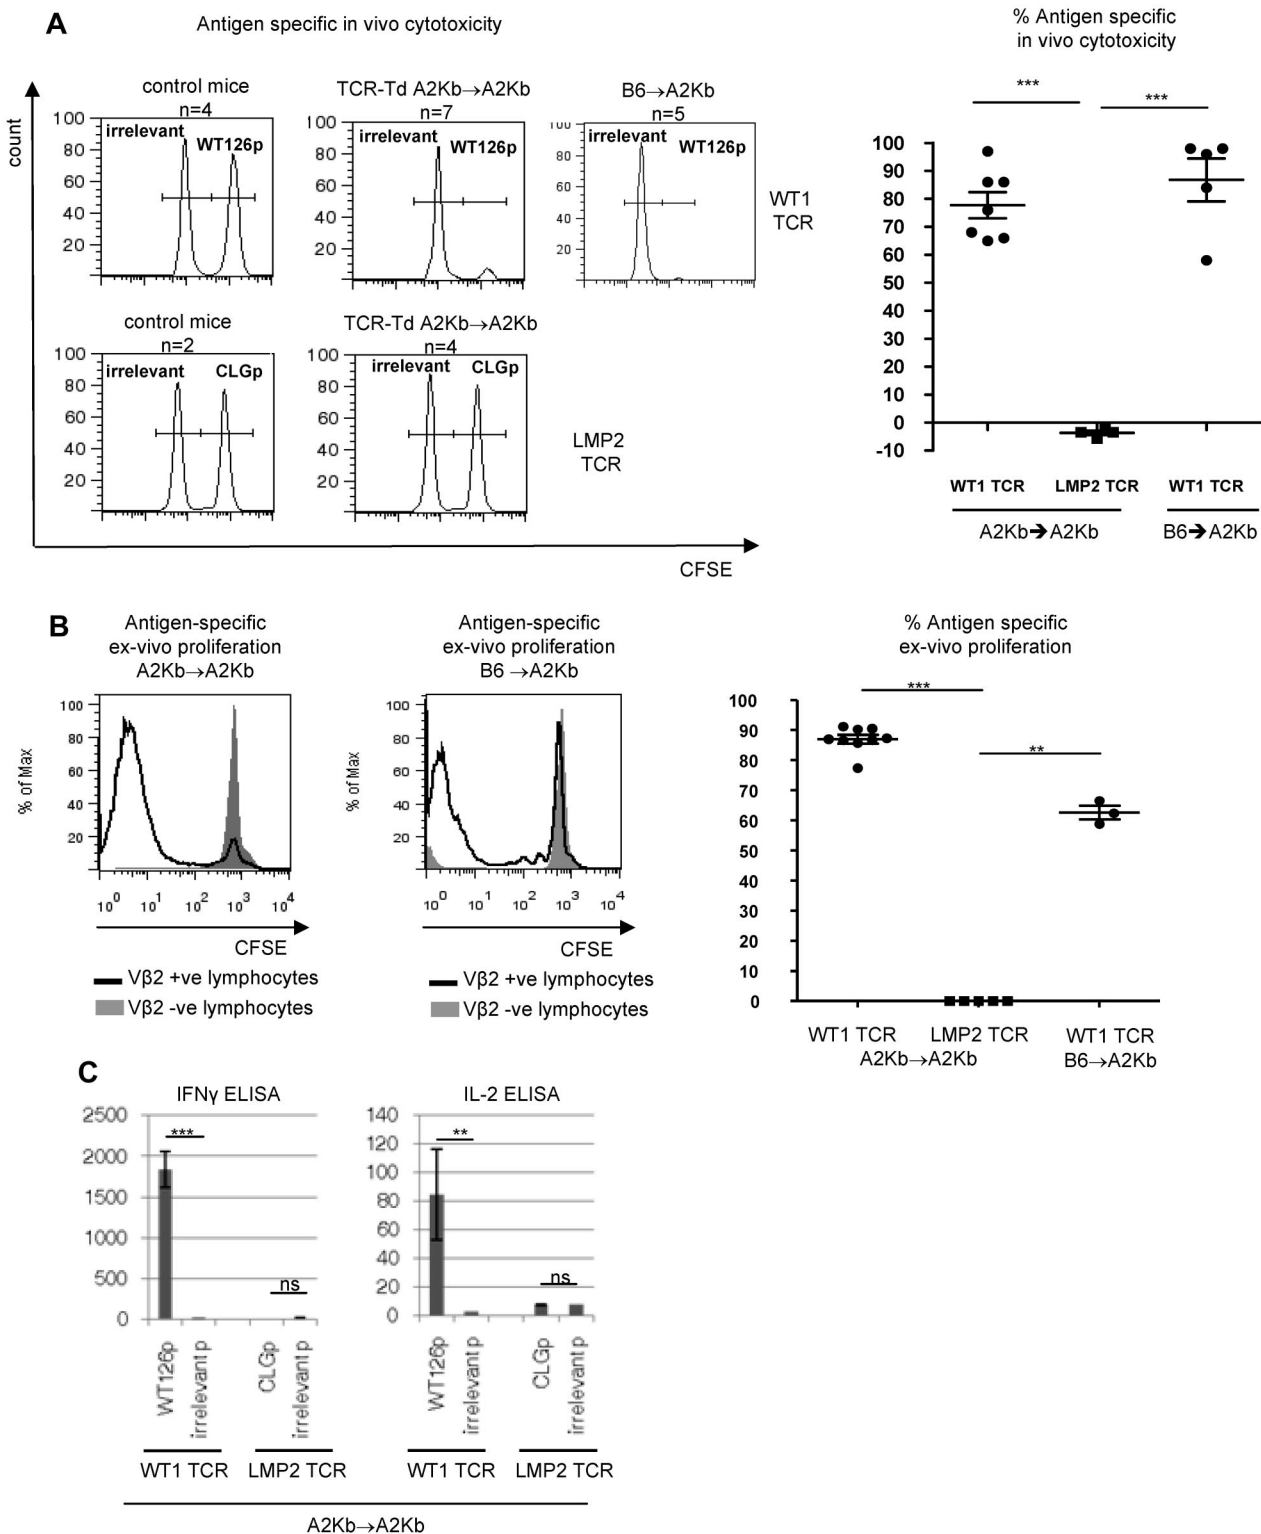 A
Antigen specific in vivo cytotoxicity
% Antigen specific
in vivo cytotoxicity
count
control mice
n=4
irrelevant
WT126p
100
80
60
40
20
TCR-Td A2Kb→A2Kb
n=7
irrelevant
WT126p
100
80
60
40
20
B6→A2Kb
n=5
irrelevant
WT126p
100
80
60
40
20
WT1
TCR
control mice
n=2
irrelevant
CLGp
100
80
60
40
20
TCR-Td A2Kb→A2Kb
n=4
irrelevant
CLGp
100
80
60
40
20
LMP2
TCR
CFSE
***
***
100
90
80
70
60
50
40
30
20
10
0
-10
WT1 TCR LMP2 TCR WT1 TCR
A2Kb➔A2Kb B6➔A2Kb
B
Antigen-specific
ex-vivo proliferation
A2Kb→A2Kb
% of Max
100
80
60
40
20
10⁰ 10¹ 10² 10³ 10⁴
CFSE
Vβ2 +ve lymphocytes
Vβ2 -ve lymphocytes
Antigen-specific
ex-vivo proliferation
B6 →A2Kb
% of Max
100
80
60
40
20
10⁰ 10¹ 10² 10³ 10⁴
CFSE
Vβ2 +ve lymphocytes
Vβ2 -ve lymphocytes
% Antigen specific
ex-vivo proliferation
***
**
100
90
80
70
60
50
40
30
20
10
0
WT1 TCR LMP2 TCR WT1 TCR
A2Kb→A2Kb B6→A2Kb
C
IFNγ ELISA
2500
2000
1500
1000
500
0
***
ns
WT126p
irrelevant p
CLGp
irrelevant p
WT1 TCR LMP2 TCR
IL-2 ELISA
140
120
100
80
60
40
20
0
**
ns
WT126p
irrelevant p
CLGp
irrelevant p
WT1 TCR LMP2 TCR
A2Kb→A2Kb